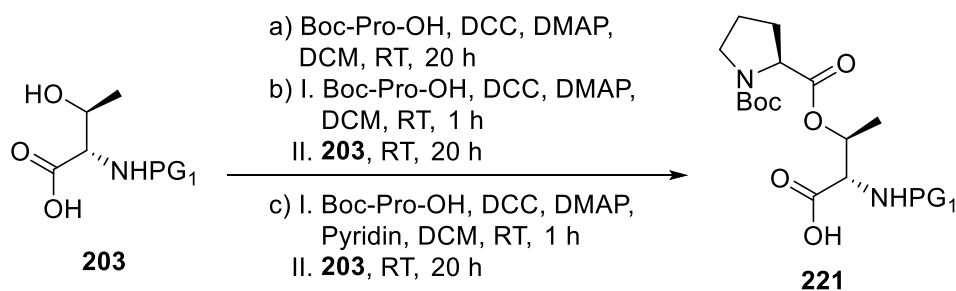 HO
O
OH
NHPG₁
203
a) Boc-Pro-OH, DCC, DMAP,
DCM, RT, 20 h
b) I. Boc-Pro-OH, DCC, DMAP,
DCM, RT, 1 h
II. 203, RT, 20 h
c) I. Boc-Pro-OH, DCC, DMAP,
Pyridin, DCM, RT, 1 h
II. 203, RT, 20 h
N
Boc
O
O
O
OH
NHPG₁
221